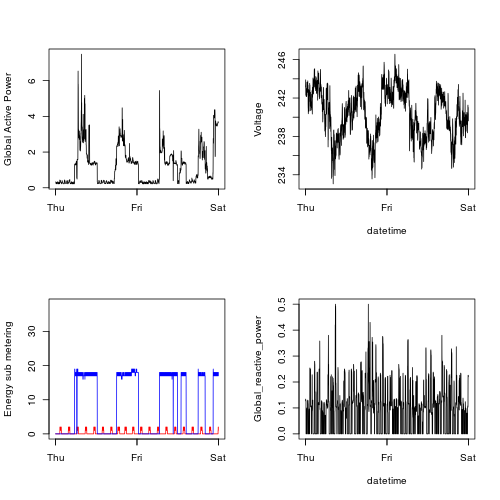 Global Active Power
0 2 4 6
Thu Fri Sat
Voltage
234 238 242 246
Thu Fri Sat
datetime
Energy sub metering
0 10 20 30
Thu Fri Sat
Global_reactive_power
0.0 0.1 0.2 0.3 0.4 0.5
Thu Fri Sat
datetime